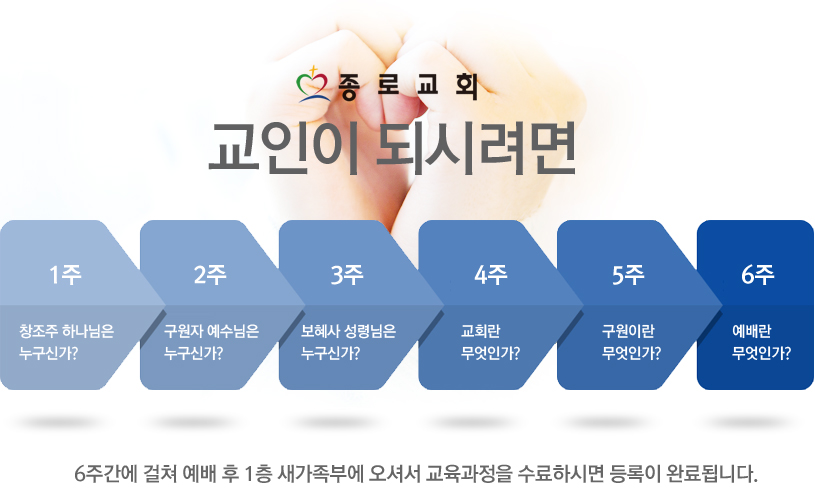 종로교회
교인이 되시려면
1주
2주
3주
4주
5주
6주
창조주 하나님은
누구신가?
구원자 예수님은
누구신가?
보혜사 성령님은
누구신가?
교회란
무엇인가?
구원이란
무엇인가?
예배란
무엇인가?
6주간에 걸쳐 예배 후 1층 새가족부에 오셔서 교육과정을 수료하시면 등록이 완료됩니다.